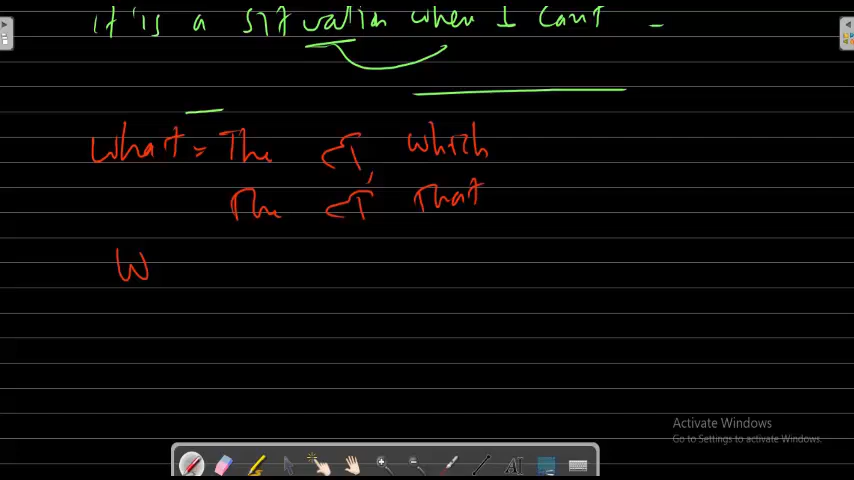 it's a situation when I can't –
What = The which
The that
W
Activate Windows
Go to Settings to activate Windows.